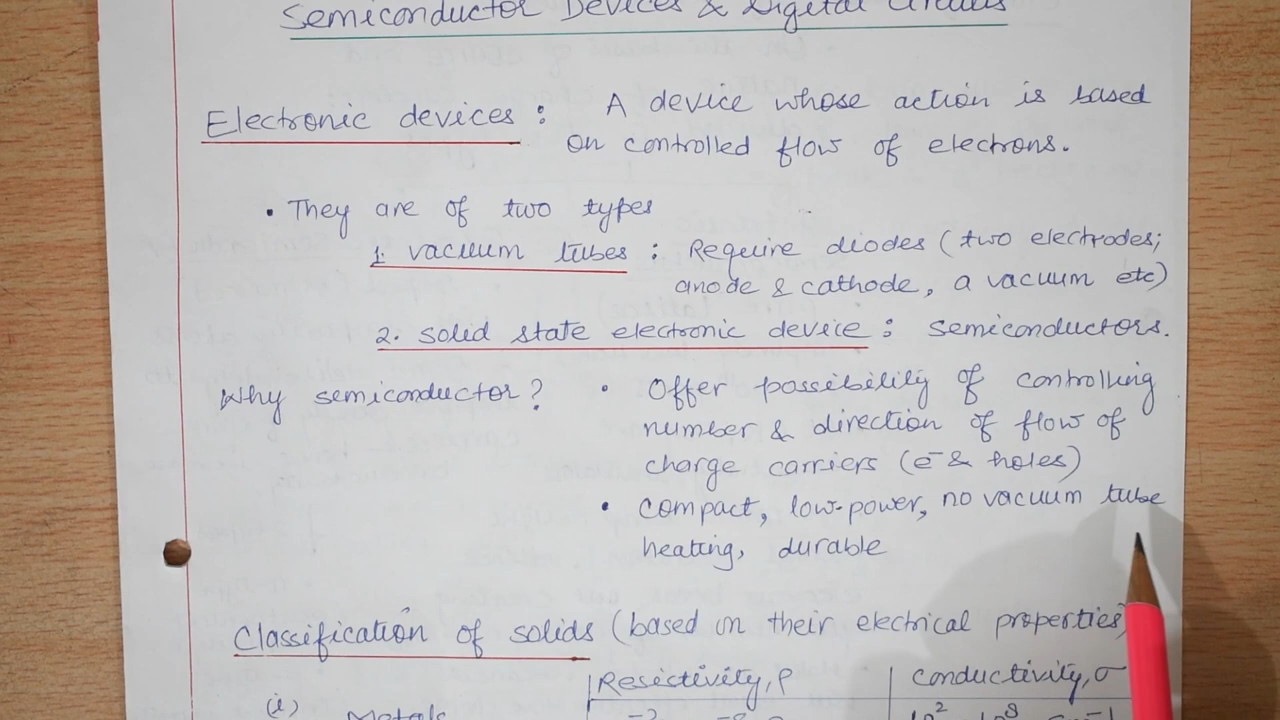 Semiconductor Devices & Digital Circuits
Electronic devices : A device whose action is based
on controlled flow of electrons.
• They are of two types
1. vacuum tubes : Require diodes (two electrodes;
anode & cathode, a vacuum etc)
2. solid state electronic device : semiconductors.
Why semiconductor? • Offer possibility of controlling
number & direction of flow of
charge carriers (e⁻ & holes)
• compact, low-power, no vacuum tube
heating, durable
Classification of solids (based on their electrical properties)
Resistivity, ρ conductivity, σ
(i) Metals